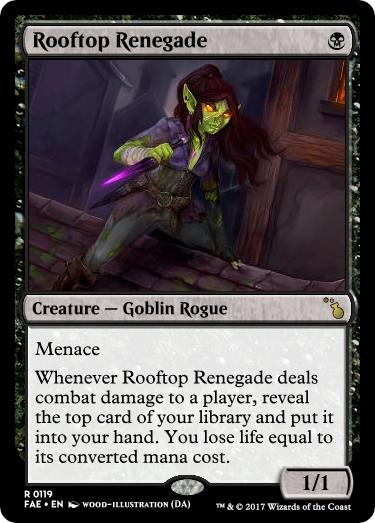 Rooftop Renegade
Creature — Goblin Rogue
Menace
Whenever Rooftop Renegade deals
combat damage to a player, reveal
the top card of your library and put it
into your hand. You lose life equal to
its converted mana cost.
1/1
R 0119
FAE • EN WOOD-ILLUSTRATION (DA)
™ & © 2017 Wizards of the Coast